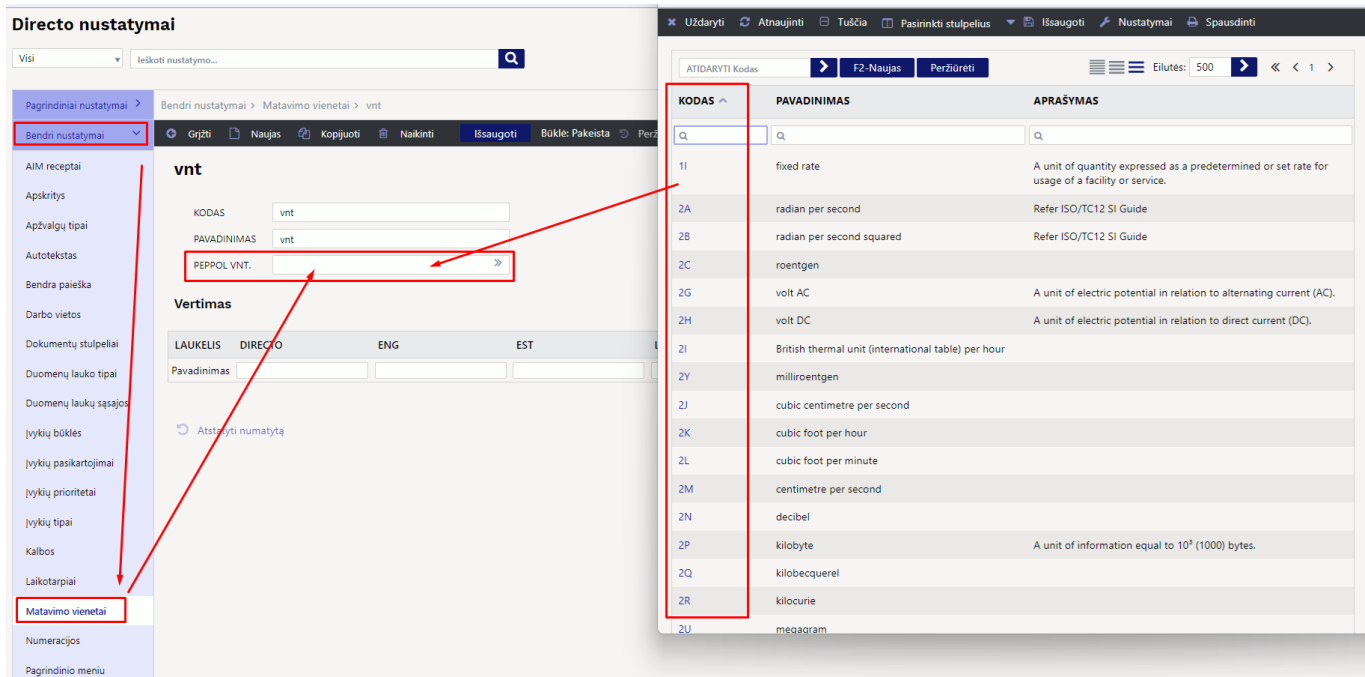 Directo nustatymai
Visi
Ieškoti nustatymo...
Pagrindiniai nustatymai
Bendri nustatymai
AIM receptai
Apskritys
Apžvalgų tipai
Autotekstas
Bendra paieška
Darbo vietos
Dokumentų stulpeliai
Duomenų lauko tipai
Duomenų laukų sąsajos
Įvykių būklės
Įvykių pasikartojimai
Įvykių prioritetai
Įvykių tipai
Kalbos
Laikotarpiai
Matavimo vienetai
Numeracijos
Pagrindinio meniu
Bendri nustatymai > Matavimo vienetai > vnt
Grįžti Naujas Kopijuoti Naikinti Išsaugoti Būklė: Pakeista Perž
vnt
KODAS vnt
PAVADINIMAS vnt
PEPPOL VNT.
Vertimas
LAUKELIS DIRECTO ENG EST L
Pavadinimas
Atstatyti numatytą
Uždaryti Atnaujinti Tuščia Pasirinkti stulpelius Išsaugoti Nustatymai Spausdinti
ATIDARYTI Kodas F2-Naujas Peržiūrėti Eilutės: 500 1
KODAS PAVADINIMAS APRAŠYMAS
1I fixed rate A unit of quantity expressed as a predetermined or set rate for
usage of a facility or service.
2A radian per second Refer ISO/TC12 SI Guide
2B radian per second squared Refer ISO/TC12 SI Guide
2C roentgen
2G volt AC A unit of electric potential in relation to alternating current (AC).
2H volt DC A unit of electric potential in relation to direct current (DC).
2I British thermal unit (international table) per hour
2Y milliroentgen
2J cubic centimetre per second
2K cubic foot per hour
2L cubic foot per minute
2M centimetre per second
2N decibel
2P kilobyte A unit of information equal to 10³ (1000) bytes.
2Q kilobecquerel
2R kilocurie
2U megagram